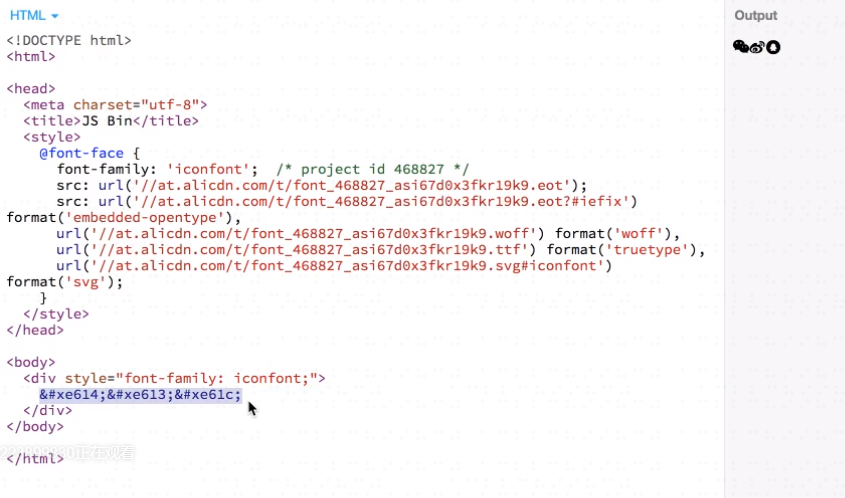 HTML
Output
<!DOCTYPE html>
<html>
<head>
<meta charset="utf-8">
<title>JS Bin</title>
<style>
@font-face {
font-family: 'iconfont';  /* project id 468827 */
src: url('//at.alicdn.com/t/font_468827_asi67d0x3fkr19k9.eot');
src: url('//at.alicdn.com/t/font_468827_asi67d0x3fkr19k9.eot?#iefix')
format('embedded-opentype'),
url('//at.alicdn.com/t/font_468827_asi67d0x3fkr19k9.woff') format('woff'),
url('//at.alicdn.com/t/font_468827_asi67d0x3fkr19k9.ttf') format('truetype'),
url('//at.alicdn.com/t/font_468827_asi67d0x3fkr19k9.svg#iconfont')
format('svg');
}
</style>
</head>
<body>
<div style="font-family: iconfont;">
&#xe614;&#xe613;&#xe61c;
</div>
</body>
正在观看
</html>